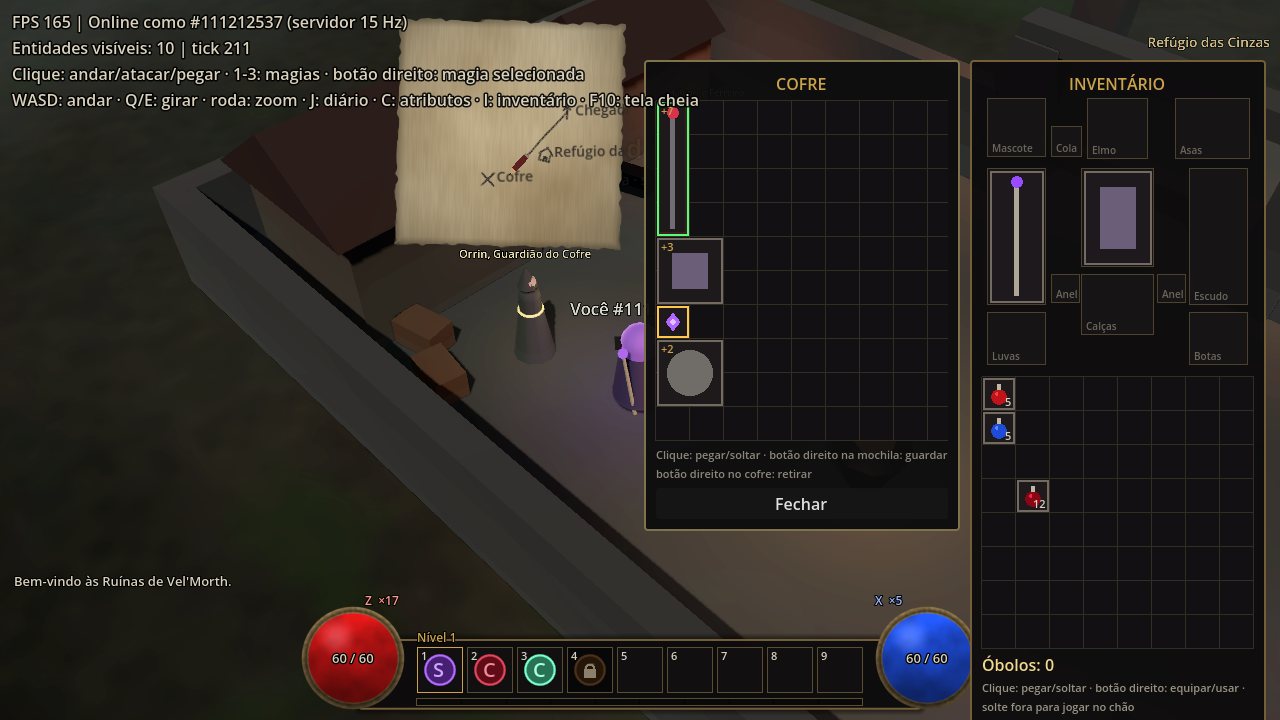 FPS 165 | Online como #111212537 (servidor 15 Hz)
Entidades visíveis: 10 | tick 211
Clique: andar/atacar/pegar · 1-3: magias · botão direito: magia selecionada
WASD: andar · Q/E: girar · roda: zoom · J: diário · C: atributos · I: inventário · F10: tela cheia
Refúgio das Cinzas
Chegad
Refúgio da
Cofre
Orrin, Guardião do Cofre
Você #11
COFRE
+3
+2
Clique: pegar/soltar · botão direito na mochila: guardar
botão direito no cofre: retirar
Fechar
INVENTÁRIO
Mascote
Cola
Elmo
Asas
Anel
Anel
Escudo
Calças
Luvas
Botas
5
5
12
Óbolos: 0
Clique: pegar/soltar · botão direito: equipar/usar ·
solte fora para jogar no chão
Bem-vindo às Ruínas de Vel'Morth.
Z ×17
X ×5
60 / 60
Nível 1
1 S
2 C
3 C
4
5
6
7
8
9
60 / 60